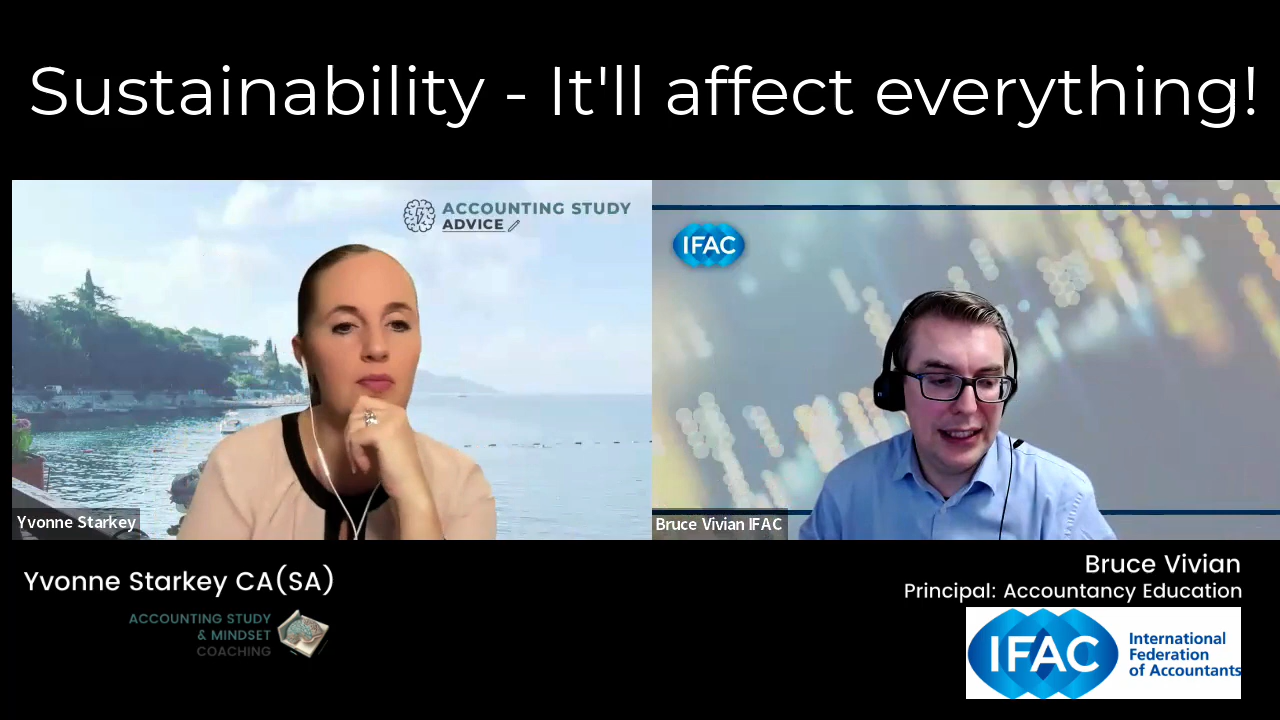 Sustainability - It'll affect everything!
ACCOUNTING STUDY
ADVICE
IFAC
Yvonne Starkey
Bruce Vivian IFAC
Yvonne Starkey CA(SA)
ACCOUNTING STUDY
& MINDSET
COACHING
Bruce Vivian
Principal: Accountancy Education
IFAC
International
Federation
of Accountants